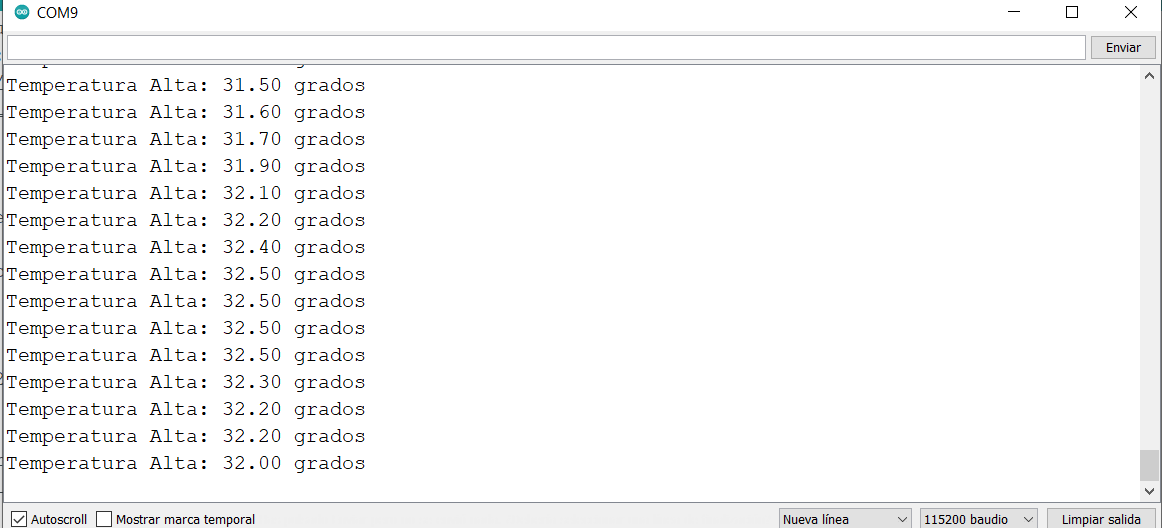 COM9
Enviar
Temperatura Alta: 31.50 grados
Temperatura Alta: 31.60 grados
Temperatura Alta: 31.70 grados
Temperatura Alta: 31.90 grados
Temperatura Alta: 32.10 grados
Temperatura Alta: 32.20 grados
Temperatura Alta: 32.40 grados
Temperatura Alta: 32.50 grados
Temperatura Alta: 32.50 grados
Temperatura Alta: 32.50 grados
Temperatura Alta: 32.50 grados
Temperatura Alta: 32.30 grados
Temperatura Alta: 32.20 grados
Temperatura Alta: 32.20 grados
Temperatura Alta: 32.00 grados
Autoscroll Mostrar marca temporal Nueva línea 115200 baudio Limpiar salida